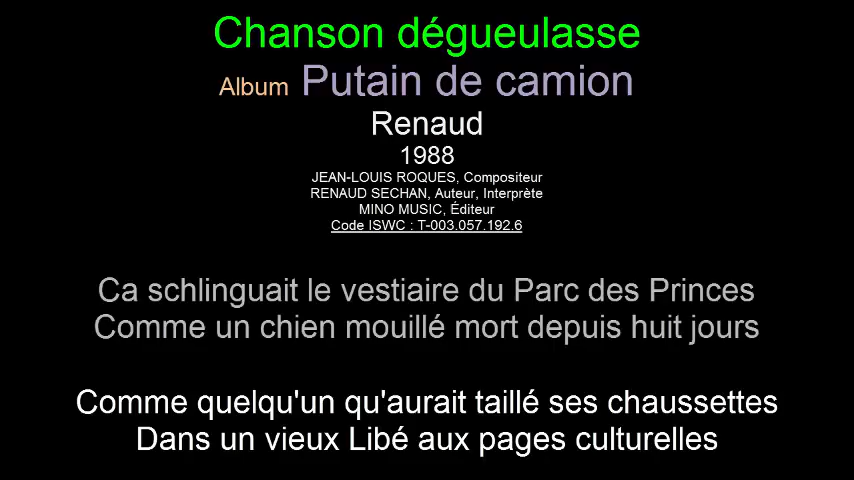 Chanson dégueulasse
Album Putain de camion
Renaud
1988
JEAN-LOUIS ROQUES, Compositeur
RENAUD SECHAN, Auteur, Interprète
MINO MUSIC, Éditeur
Code ISWC : T-003.057.192.6
Ca schlinguait le vestiaire du Parc des Princes
Comme un chien mouillé mort depuis huit jours
Comme quelqu'un qu'aurait taillé ses chaussettes
Dans un vieux Libé aux pages culturelles